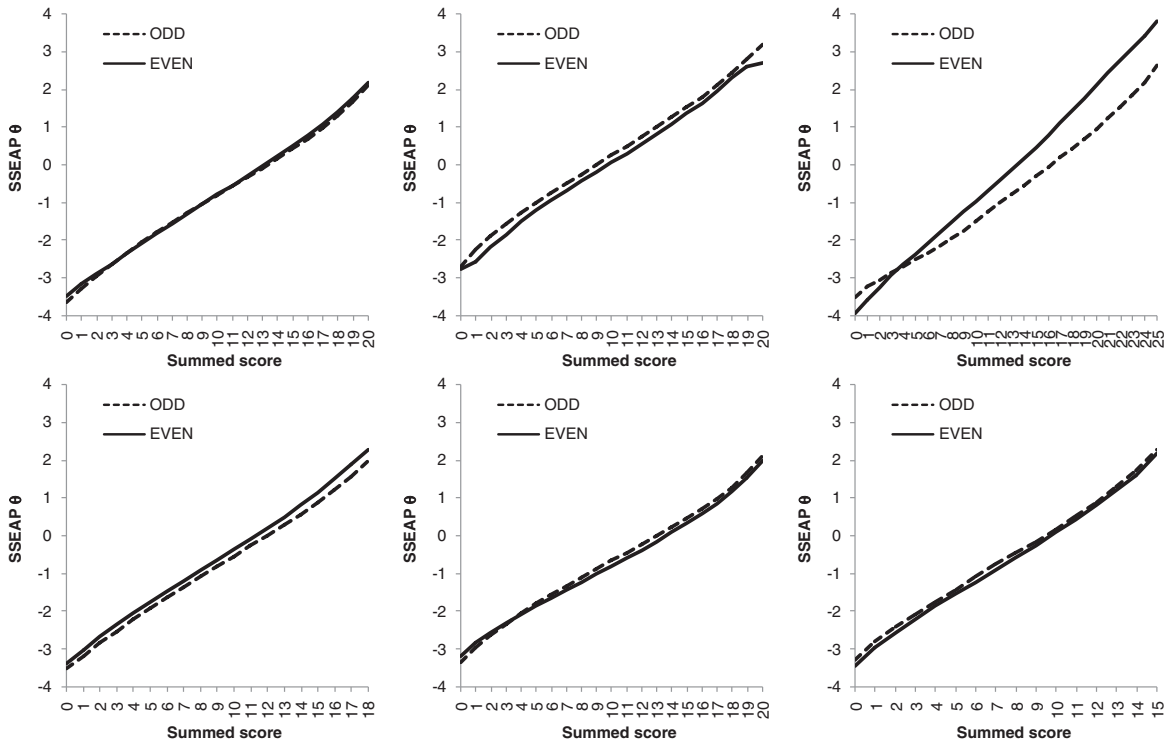 4
3
2
1
0
-1
-2
-3
-4
SSEAP θ
ODD
EVEN
0 1 2 3 4 5 6 7 8 9 10 11 12 13 14 15 16 17 18 19 20
Summed score
4
3
2
1
0
-1
-2
-3
-4
SSEAP θ
ODD
EVEN
0 1 2 3 4 5 6 7 8 9 10 11 12 13 14 15 16 17 18 19 20
Summed score
4
3
2
1
0
-1
-2
-3
-4
SSEAP θ
ODD
EVEN
0 1 2 3 4 5 6 7 8 9 10 11 12 13 14 15 16 17 18 19 20 21 22 23 24 25
Summed score
4
3
2
1
0
-1
-2
-3
-4
SSEAP θ
ODD
EVEN
0 1 2 3 4 5 6 7 8 9 10 11 12 13 14 15 16 17 18
Summed score
4
3
2
1
0
-1
-2
-3
-4
SSEAP θ
ODD
EVEN
0 1 2 3 4 5 6 7 8 9 10 11 12 13 14 15 16 17 18 19 20
Summed score
4
3
2
1
0
-1
-2
-3
-4
SSEAP θ
ODD
EVEN
0 1 2 3 4 5 6 7 8 9 10 11 12 13 14 15
Summed score